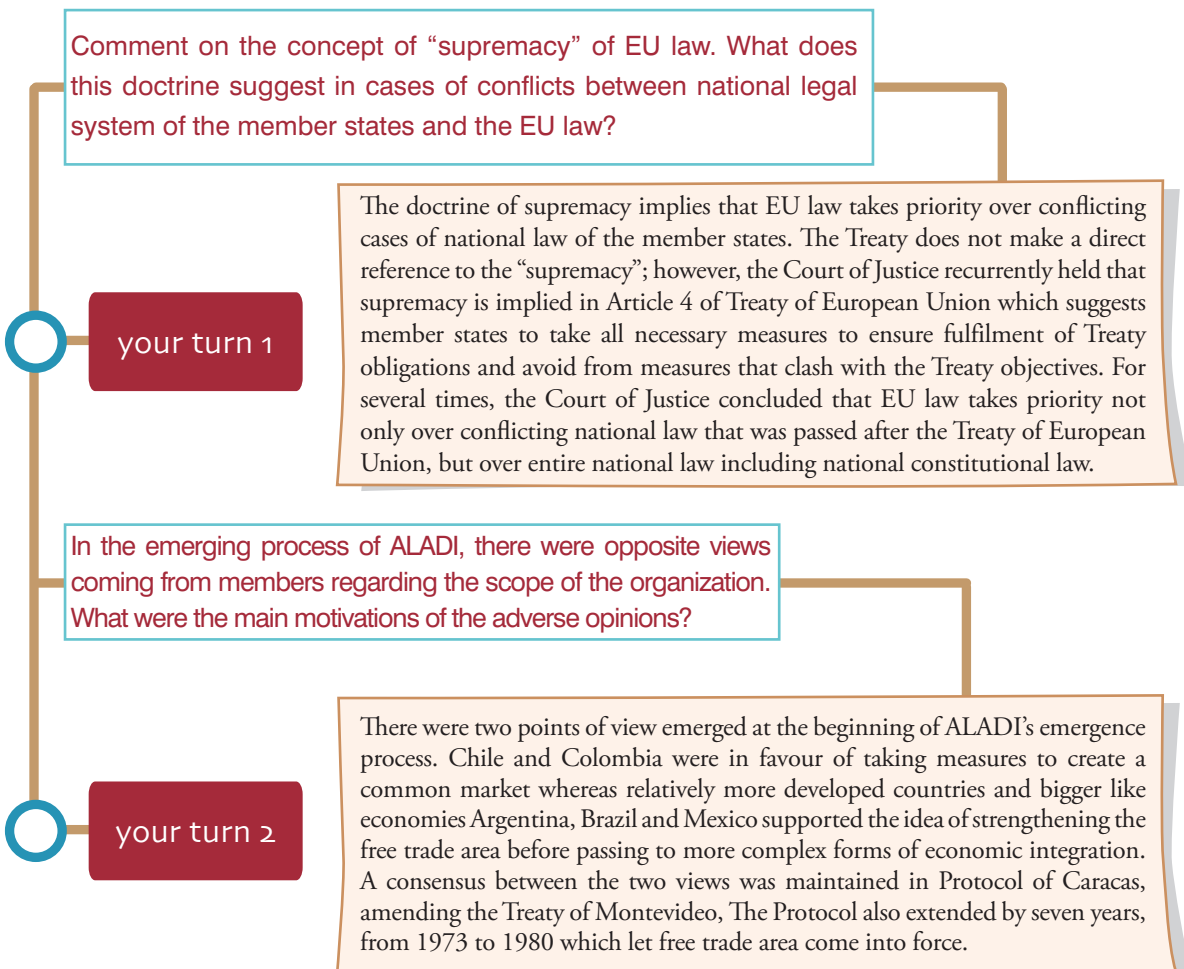 Comment on the concept of “supremacy” of EU law. What does
this doctrine suggest in cases of conflicts between national legal
system of the member states and the EU law?
your turn 1
The doctrine of supremacy implies that EU law takes priority over conflicting
cases of national law of the member states. The Treaty does not make a direct
reference to the “supremacy”; however, the Court of Justice recurrently held that
supremacy is implied in Article 4 of Treaty of European Union which suggests
member states to take all necessary measures to ensure fulfilment of Treaty
obligations and avoid from measures that clash with the Treaty objectives. For
several times, the Court of Justice concluded that EU law takes priority not
only over conflicting national law that was passed after the Treaty of European
Union, but over entire national law including national constitutional law.
In the emerging process of ALADI, there were opposite views
coming from members regarding the scope of the organization.
What were the main motivations of the adverse opinions?
your turn 2
There were two points of view emerged at the beginning of ALADI’s emergence
process. Chile and Colombia were in favour of taking measures to create a
common market whereas relatively more developed countries and bigger like
economies Argentina, Brazil and Mexico supported the idea of strengthening the
free trade area before passing to more complex forms of economic integration.
A consensus between the two views was maintained in Protocol of Caracas,
amending the Treaty of Montevideo, The Protocol also extended by seven years,
from 1973 to 1980 which let free trade area come into force.